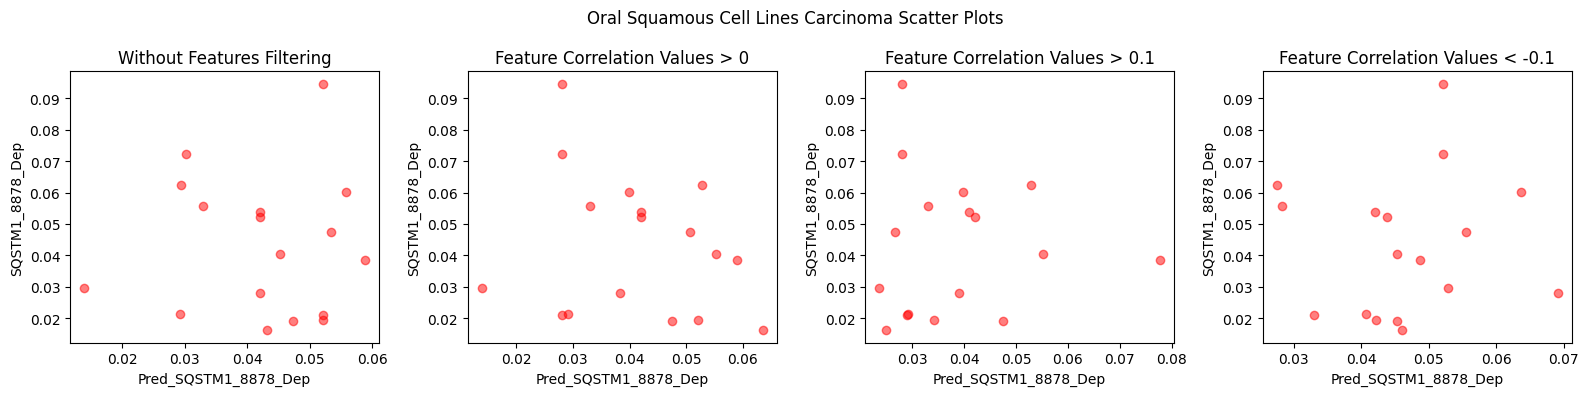 Oral Squamous Cell Lines Carcinoma Scatter Plots
Without Features Filtering
SQSTM1_8878_Dep
0.09
0.08
0.07
0.06
0.05
0.04
0.03
0.02
0.02 0.03 0.04 0.05 0.06
Pred_SQSTM1_8878_Dep
Feature Correlation Values > 0
SQSTM1_8878_Dep
0.09
0.08
0.07
0.06
0.05
0.04
0.03
0.02
0.02 0.03 0.04 0.05 0.06
Pred_SQSTM1_8878_Dep
Feature Correlation Values > 0.1
SQSTM1_8878_Dep
0.09
0.08
0.07
0.06
0.05
0.04
0.03
0.02
0.03 0.04 0.05 0.06 0.07 0.08
Pred_SQSTM1_8878_Dep
Feature Correlation Values < -0.1
SQSTM1_8878_Dep
0.09
0.08
0.07
0.06
0.05
0.04
0.03
0.02
0.03 0.04 0.05 0.06 0.07
Pred_SQSTM1_8878_Dep